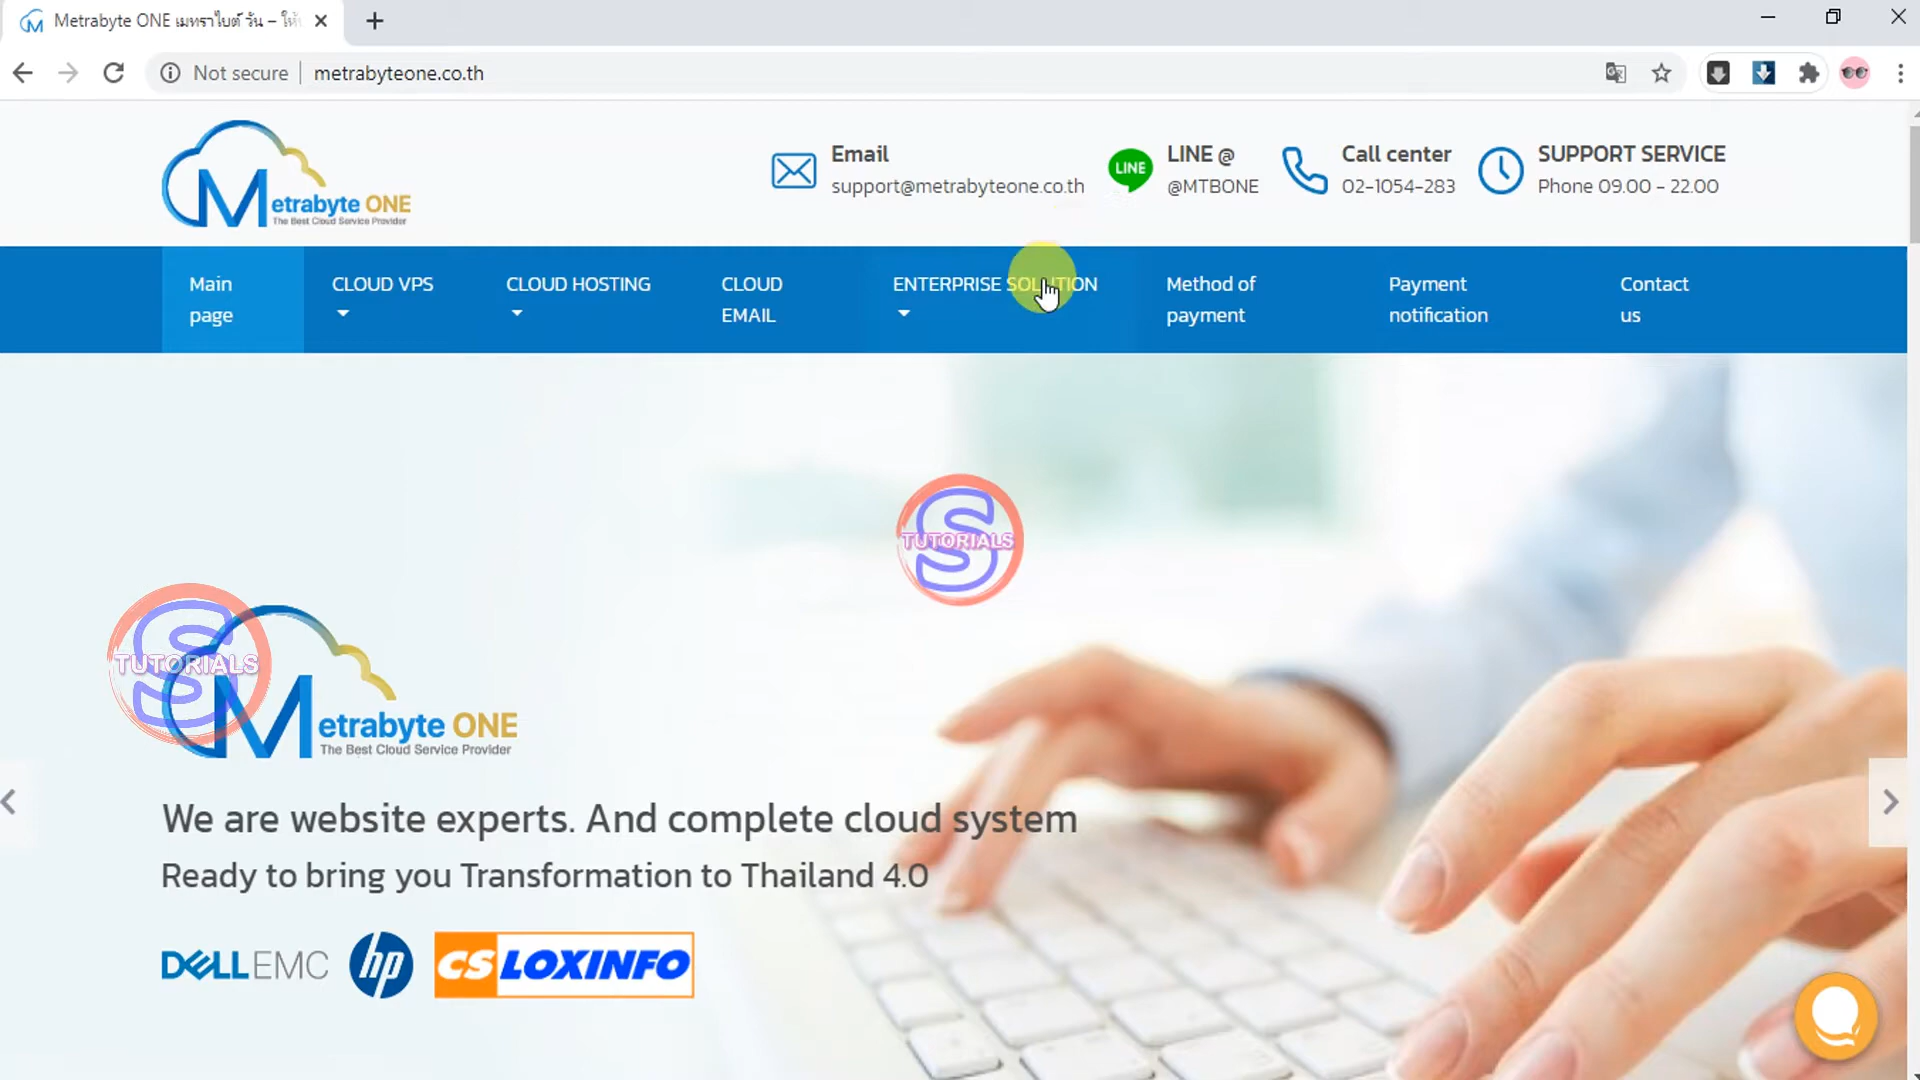 Metrabyte ONE เมทราไบต์ วัน – ให้
Not secure
metrabyteone.co.th
Metrabyte ONE
The Best Cloud Service Provider
Email
support@metrabyteone.co.th
LINE
LINE @
@MTBONE
Call center
02-1054-283
SUPPORT SERVICE
Phone 09.00 - 22.00
Main page
CLOUD VPS
CLOUD HOSTING
CLOUD EMAIL
ENTERPRISE SOLUTION
Method of payment
Payment notification
Contact us
S
TUTORIALS
S
TUTORIALS
Metrabyte ONE
The Best Cloud Service Provider
We are website experts. And complete cloud system
Ready to bring you Transformation to Thailand 4.0
DELL EMC
hp
CS LOXINFO